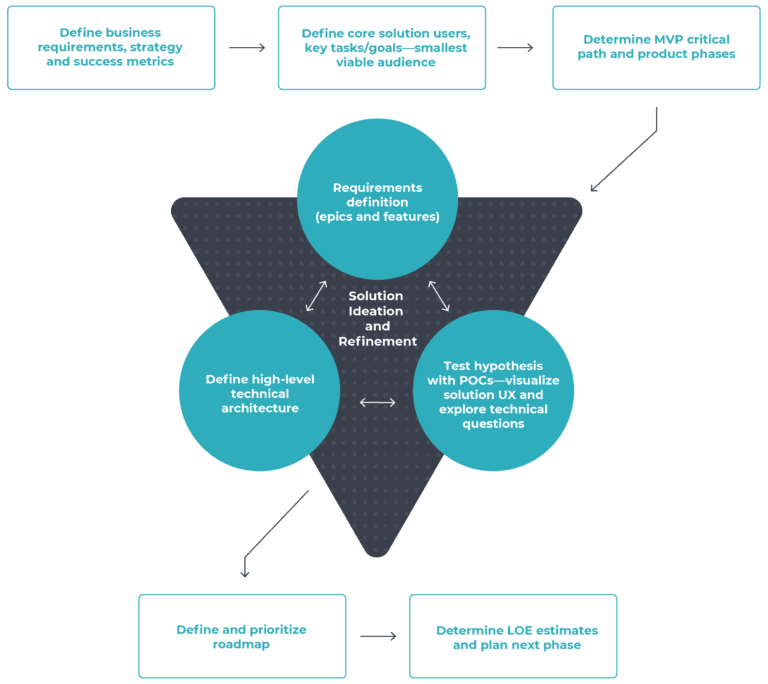 Define business
requirements, strategy
and success metrics
Define core solution users,
key tasks/goals—smallest
viable audience
Determine MVP critical
path and product phases
Requirements
definition
(epics and features)
Solution
Ideation
and
Refinement
Define high-level
technical
architecture
Test hypothesis
with POCs—visualize
solution UX and
explore technical
questions
Define and prioritize
roadmap
Determine LOE estimates
and plan next phase